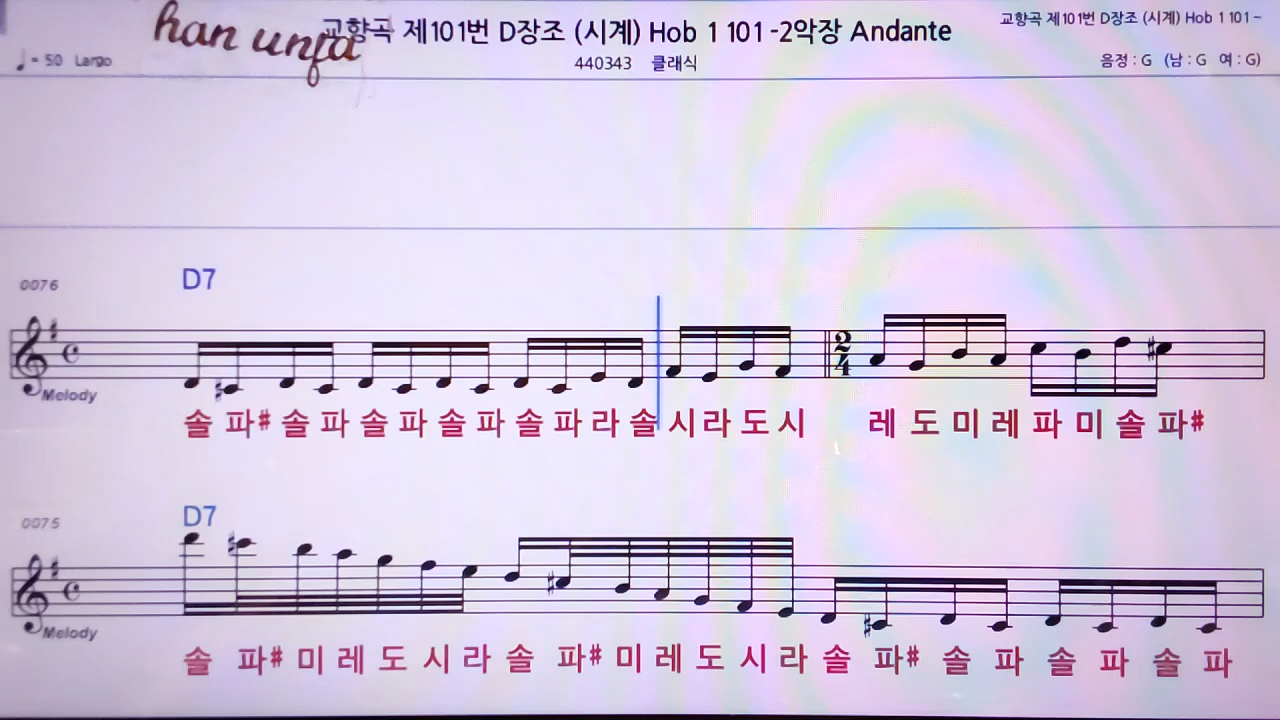 han unfa
교향곡 제101번 D장조 (시계) Hob 1 101 -2악장 Andante
교향곡 제101번 D장조 (시계) Hob 1 101 -
♩= 50 Largo
440343 클래식
음정 : G (남 : G 여 : G)
0076
D7
2
4
Melody
솔 파# 솔 파 솔 파 솔 파 솔 파 라 솔 시 라 도 시 레 도 미 레 파 미 솔 파#
0075
D7
Melody
솔 파# 미 레 도 시 라 솔 파# 미 레 도 시 라 솔 파# 솔 파 솔 파 솔 파